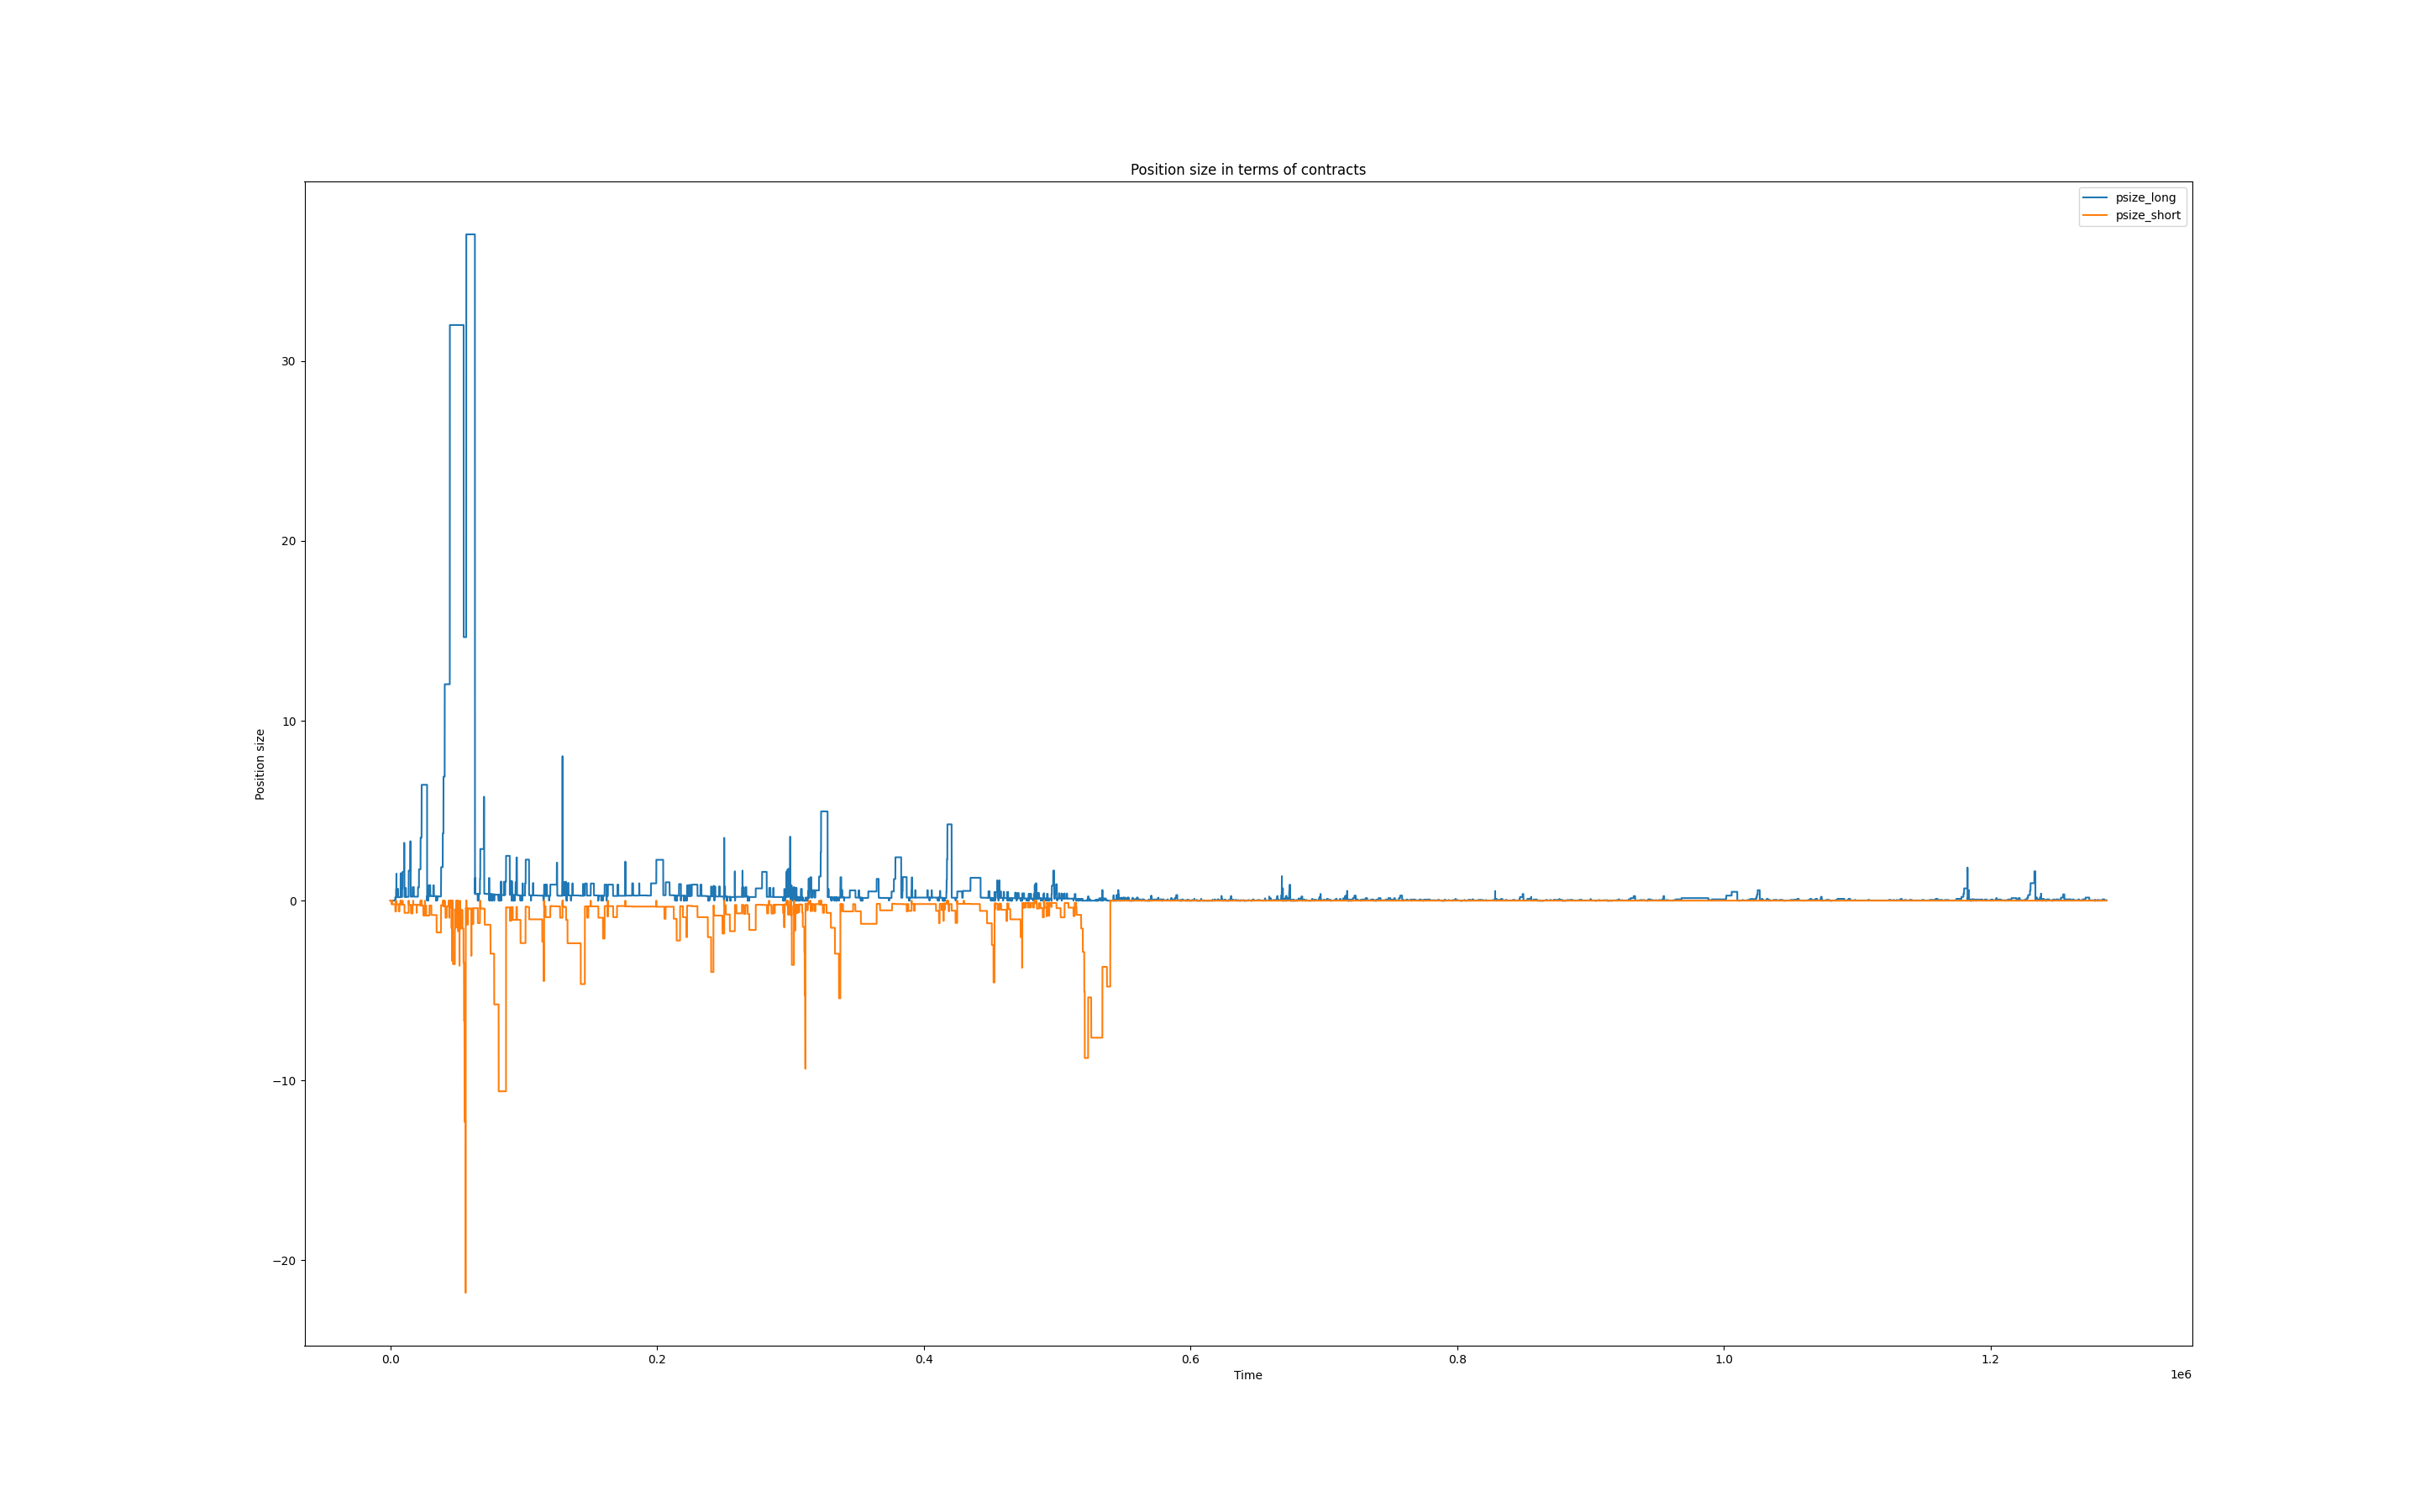 Position size in terms of contracts
psize_long
psize_short
Position size
30
20
10
0
−10
−20
0.0 0.2 0.4 0.6 0.8 1.0 1.2
Time
1e6